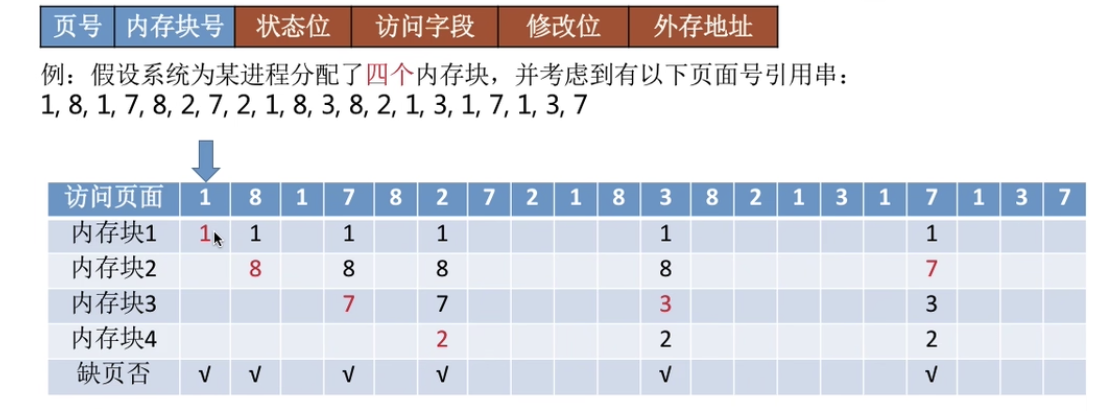 页号 内存块号 状态位 访问字段 修改位 外存地址
例：假设系统为某进程分配了四个内存块，并考虑到有以下页面号引用串：
1, 8, 1, 7, 8, 2, 7, 2, 1, 8, 3, 8, 2, 1, 3, 1, 7, 1, 3, 7
访问页面 1 8 1 7 8 2 7 2 1 8 3 8 2 1 3 1 7 1 3 7
内存块1 1 1 1 1 1 1
内存块2 8 8 8 8 7
内存块3 7 7 3 3
内存块4 2 2 2
缺页否 √ √ √ √ √ √